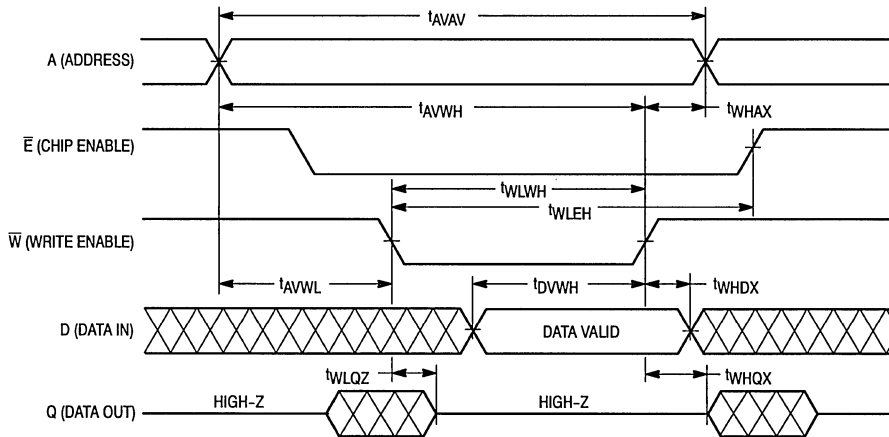 tAVAV
A (ADDRESS)
tAVWH
tWHAX
E̅ (CHIP ENABLE)
tWLWH
tWLEH
W̅ (WRITE ENABLE)
tAVWL
tDVWH
tWHDX
D (DATA IN)
DATA VALID
tWLQZ
tWHQX
Q (DATA OUT)
HIGH–Z
HIGH–Z